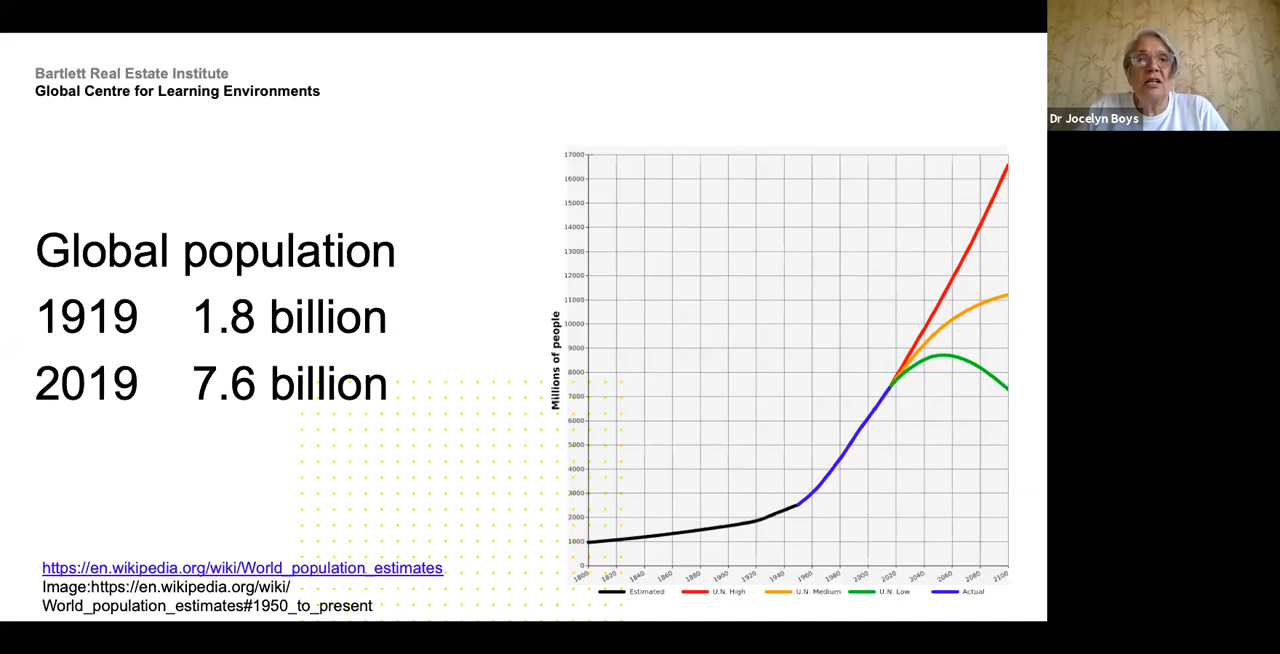 Bartlett Real Estate Institute
Global Centre for Learning Environments
Dr Jocelyn Boys
Global population
1919 1.8 billion
2019 7.6 billion
https://en.wikipedia.org/wiki/World_population_estimates
Image:https://en.wikipedia.org/wiki/
World_population_estimates#1950_to_present
Millions of people
17000
16000
15000
14000
13000
12000
11000
10000
9000
8000
7000
6000
5000
4000
3000
2000
1000
0
1800 1820 1840 1860 1880 1900 1920 1940 1960 1980 2000 2020 2040 2060 2080 2100
Estimated U.N. High U.N. Medium U.N. Low Actual